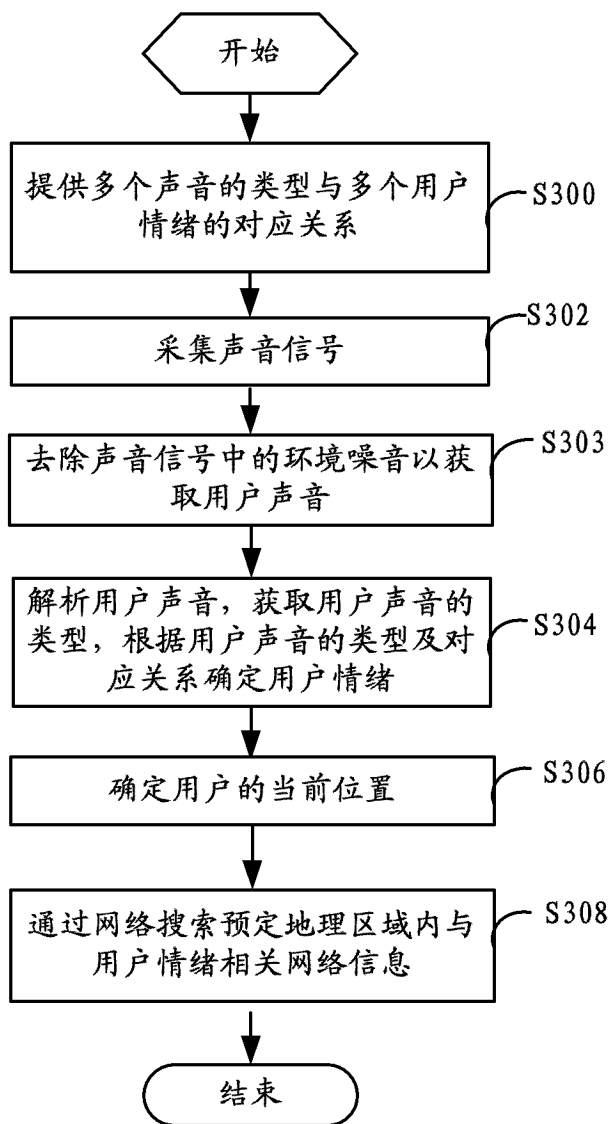 开始
提供多个声音的类型与多个用户
情绪的对应关系
S300
采集声音信号
S302
去除声音信号中的环境噪音以获
取用户声音
S303
解析用户声音，获取用户声音的
类型，根据用户声音的类型及对
应关系确定用户情绪
S304
确定用户的当前位置
S306
通过网络搜索预定地理区域内与
用户情绪相关网络信息
S308
结束